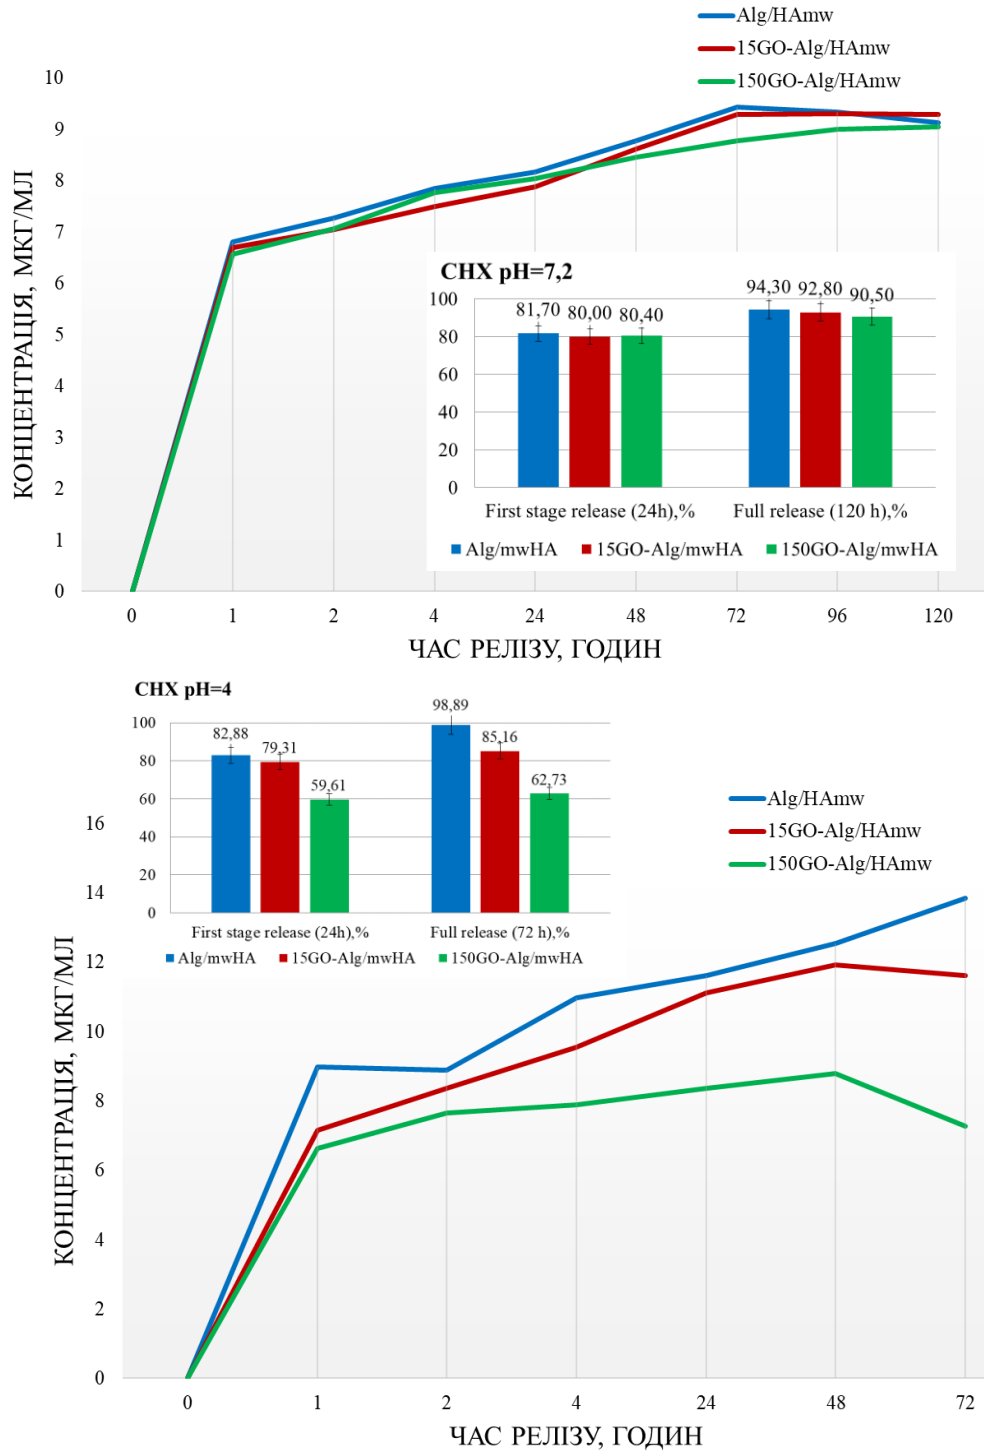 Alg/HAmw
15GO-Alg/HAmw
150GO-Alg/HAmw
10
9
8
7
6
5
4
3
2
1
0
КОНЦЕНТРАЦІЯ, МКГ/МЛ
CHX pH=7,2
100
80
60
40
20
0
81,70 80,00 80,40
94,30 92,80 90,50
First stage release (24h),% Full release (120 h),%
Alg/mwHA 15GO-Alg/mwHA 150GO-Alg/mwHA
0 1 2 4 24 48 72 96 120
ЧАС РЕЛІЗУ, ГОДИН
CHX pH=4
100
80
60
40
20
0
82,88 79,31 59,61
98,89 85,16 62,73
First stage release (24h),% Full release (72 h),%
Alg/mwHA 15GO-Alg/mwHA 150GO-Alg/mwHA
Alg/HAmw
15GO-Alg/HAmw
150GO-Alg/HAmw
16
14
12
10
8
6
4
2
0
КОНЦЕНТРАЦІЯ, МКГ/МЛ
0 1 2 4 24 48 72
ЧАС РЕЛІЗУ, ГОДИН